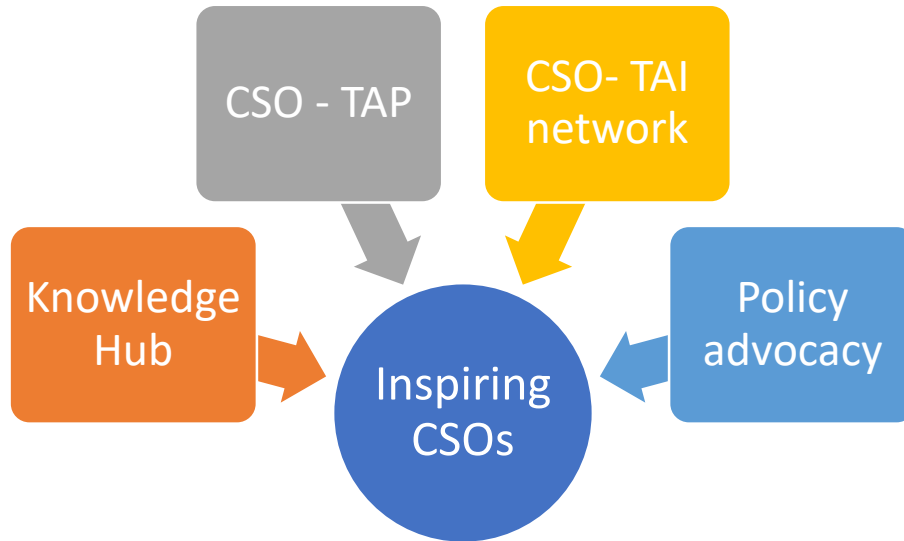 CSO - TAP
CSO- TAI
network
Knowledge
Hub
Policy
advocacy
Inspiring
CSOs